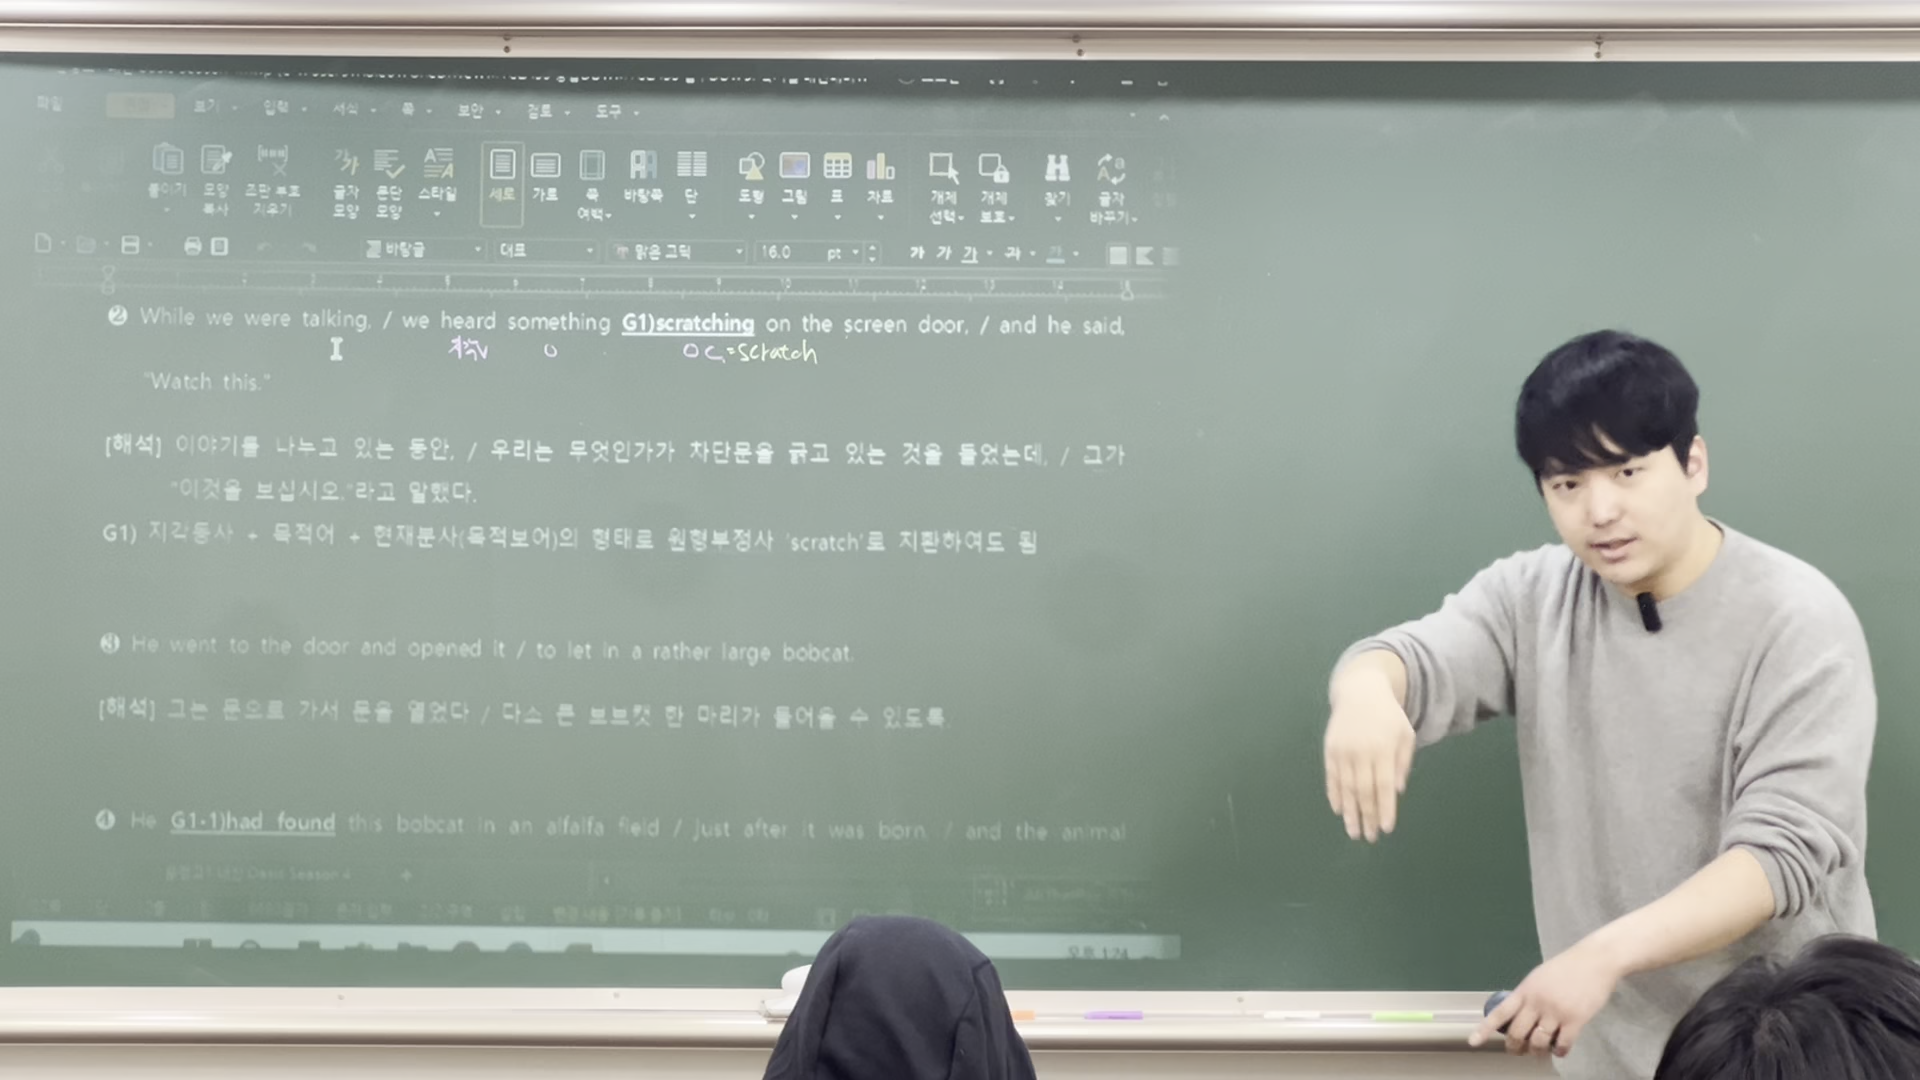 파일 보기 입력 서식 쪽 보안 검토 도구
붙이기 모양 복사 조판 부호 지우기 글자 모양 문단 모양 스타일 세로 가로 쪽 여백 바탕쪽 단 도형 그림 표 차트 개체 선택 개체 보호 찾기 글자 바꾸기
바탕글 대표 맑은 고딕 16.0 pt 가 가 가 가 가
❷ While we were talking, / we heard something G1)scratching on the screen door, / and he said,
지각v o o c.=scratch
"Watch this."
[해석] 이야기를 나누고 있는 동안, / 우리는 무엇인가가 차단문을 긁고 있는 것을 들었는데, / 그가
"이것을 보십시오."라고 말했다.
G1) 지각동사 + 목적어 + 현재분사(목적보어)의 형태로 원형부정사 'scratch'로 치환하여도 됨
❸ He went to the door and opened it / to let in a rather large bobcat.
[해석] 그는 문으로 가서 문을 열었다 / 다소 큰 보브캣 한 마리가 들어올 수 있도록.
❹ He G1-1)had found this bobcat in an alfalfa field / just after it was born, / and the animal
오후 1:24